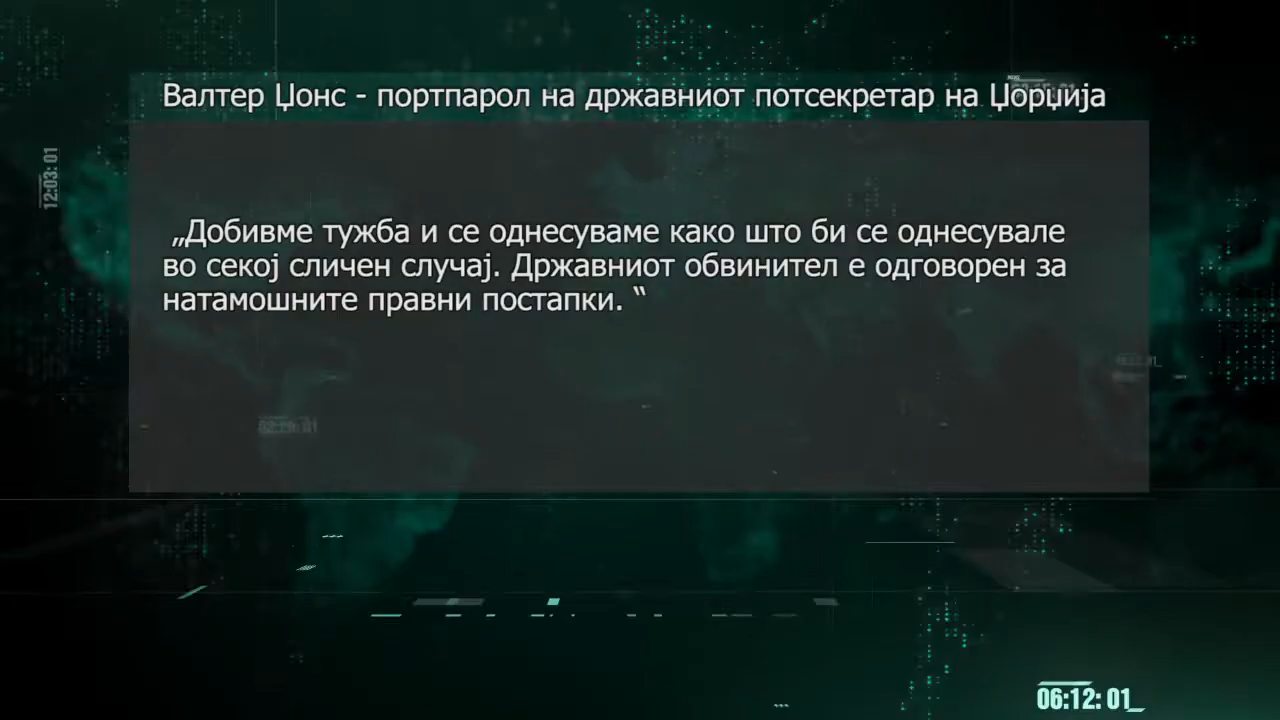 Валтер Џонс - портпарол на државниот потсекретар на Џорџија
12:03: 01
„Добивме тужба и се однесуваме како што би се однесувале
во секој сличен случај. Државниот обвинител е одговорен за
натамошните правни постапки. “
06:12: 01_